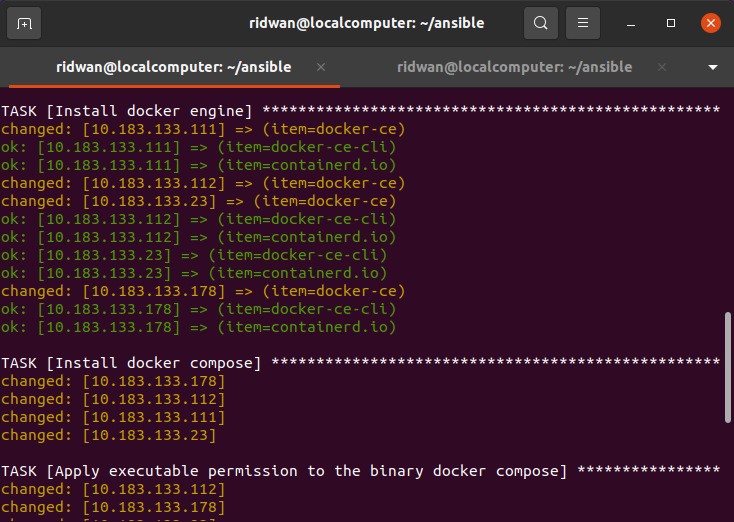 ridwan@localcomputer: ~/ansible
ridwan@localcomputer: ~/ansible
ridwan@localcomputer: ~/ansible
TASK [Install docker engine] ***************************************************
changed: [10.183.133.111] => (item=docker-ce)
ok: [10.183.133.111] => (item=docker-ce-cli)
ok: [10.183.133.111] => (item=containerd.io)
changed: [10.183.133.112] => (item=docker-ce)
changed: [10.183.133.23] => (item=docker-ce)
ok: [10.183.133.112] => (item=docker-ce-cli)
ok: [10.183.133.112] => (item=containerd.io)
ok: [10.183.133.23] => (item=docker-ce-cli)
ok: [10.183.133.23] => (item=containerd.io)
changed: [10.183.133.178] => (item=docker-ce)
ok: [10.183.133.178] => (item=docker-ce-cli)
ok: [10.183.133.178] => (item=containerd.io)
TASK [Install docker compose] **************************************************
changed: [10.183.133.178]
changed: [10.183.133.112]
changed: [10.183.133.111]
changed: [10.183.133.23]
TASK [Apply executable permission to the binary docker compose] ****************
changed: [10.183.133.112]
changed: [10.183.133.178]